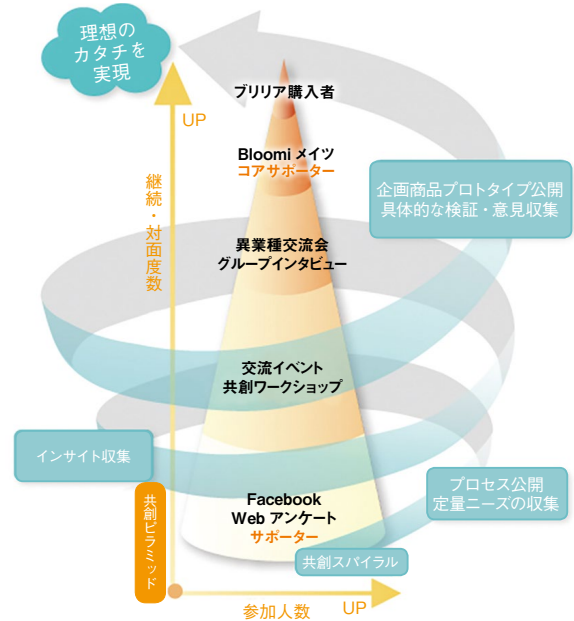 理想の
カタチを
実現
UP
継続・対面度数
ブリリア購入者
Bloomi メイツ
コアサポーター
企画商品プロトタイプ公開
具体的な検証・意見収集
異業種交流会
グループインタビュー
交流イベント
共創ワークショップ
インサイト収集
プロセス公開
定量ニーズの収集
共創ピラミッド
Facebook
Web アンケート
サポーター
共創スパイラル
参加人数
UP